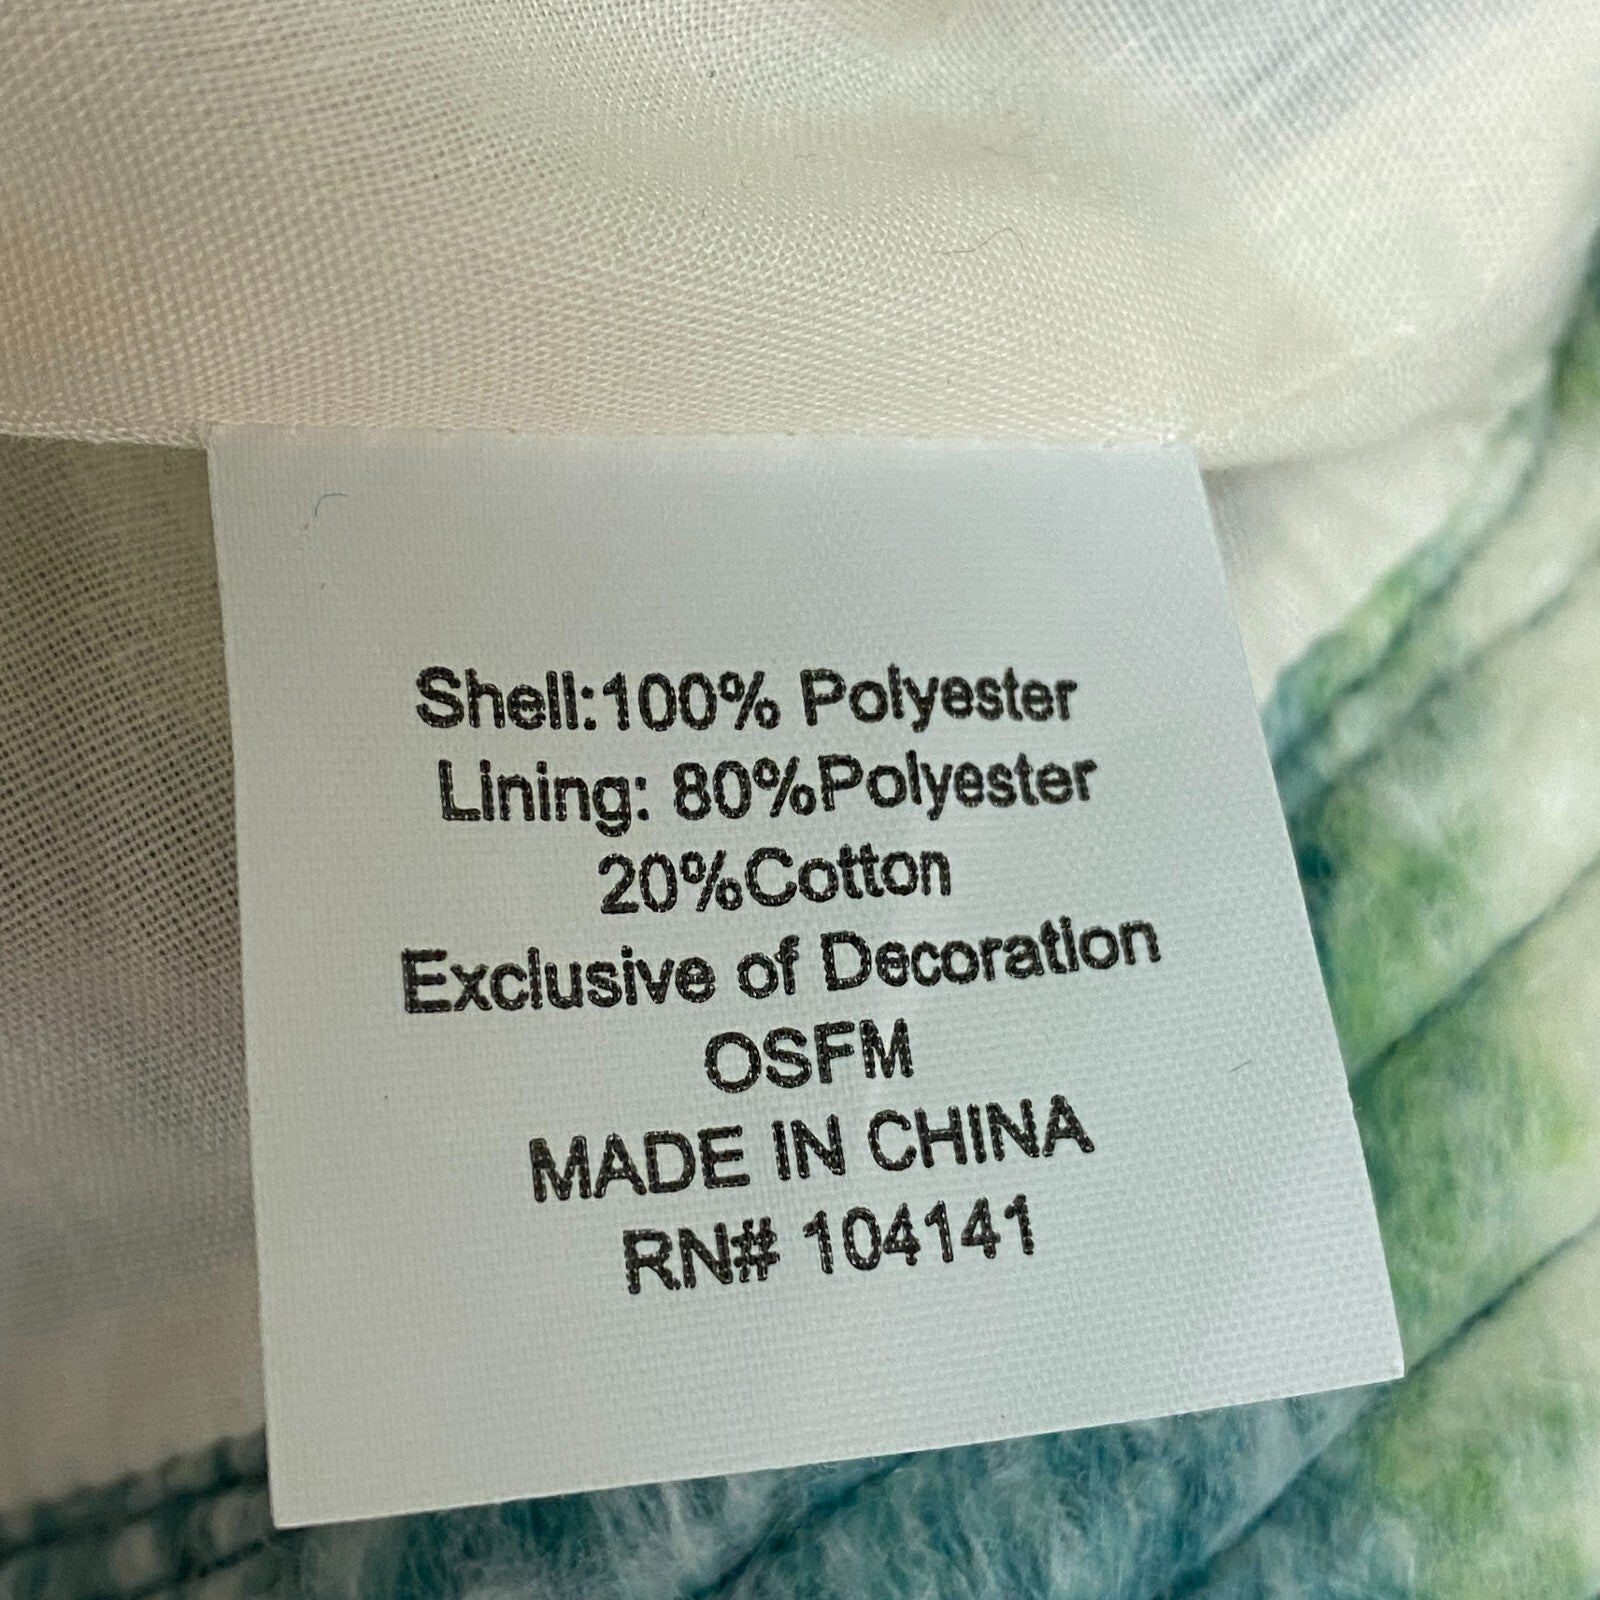 Shell:100% Polyester
Lining: 80%Polyester
20%Cotton
Exclusive of Decoration
OSFM
MADE IN CHINA
RN# 104141